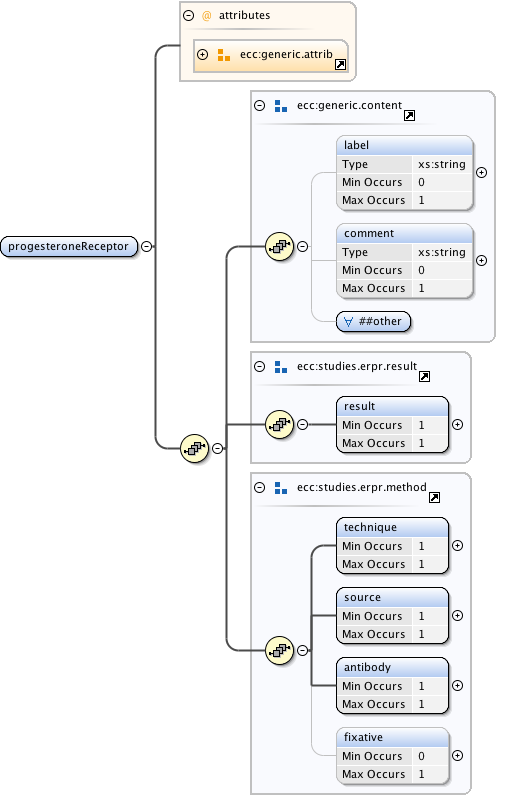 @ attributes
ecc:generic.attrib
ecc:generic.content
label
Type xs:string
Min Occurs 0
Max Occurs 1
comment
Type xs:string
Min Occurs 0
Max Occurs 1
∀ ##other
progesteroneReceptor
ecc:studies.erpr.result
result
Min Occurs 1
Max Occurs 1
ecc:studies.erpr.method
technique
Min Occurs 1
Max Occurs 1
source
Min Occurs 1
Max Occurs 1
antibody
Min Occurs 1
Max Occurs 1
fixative
Min Occurs 0
Max Occurs 1